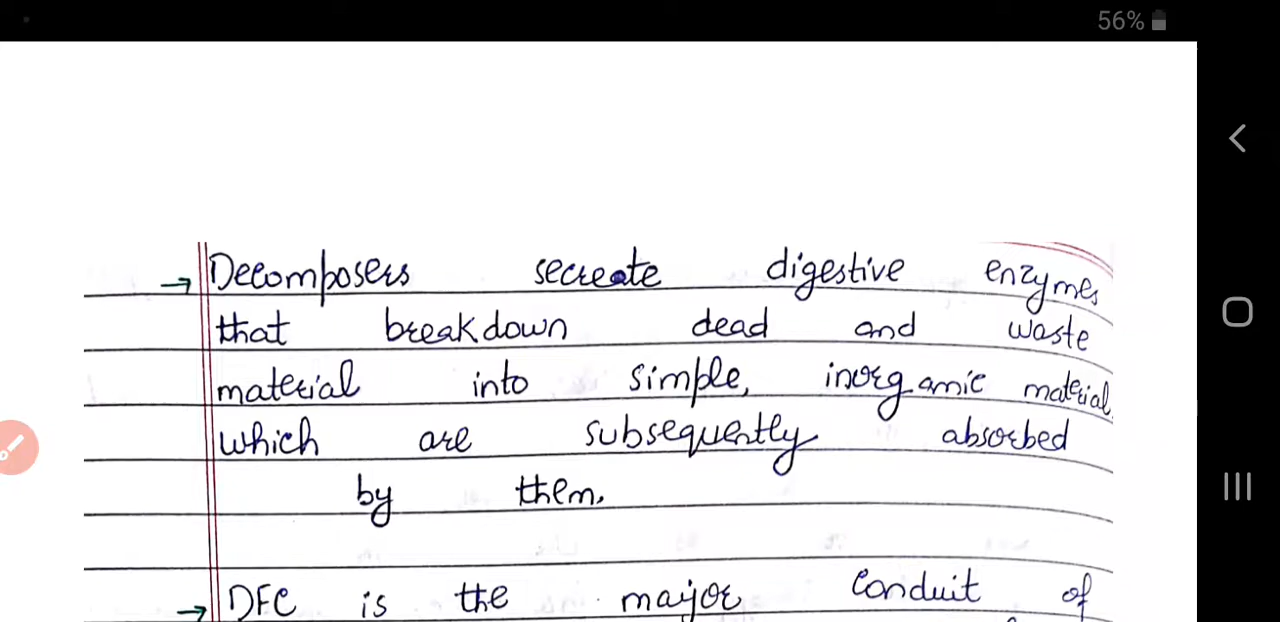 56%
→ Decomposers secreate digestive enzymes
that breakdown dead and waste
material into simple, inorganic material
which are subsequently absorbed
by them.
→ DFC is the major conduit of